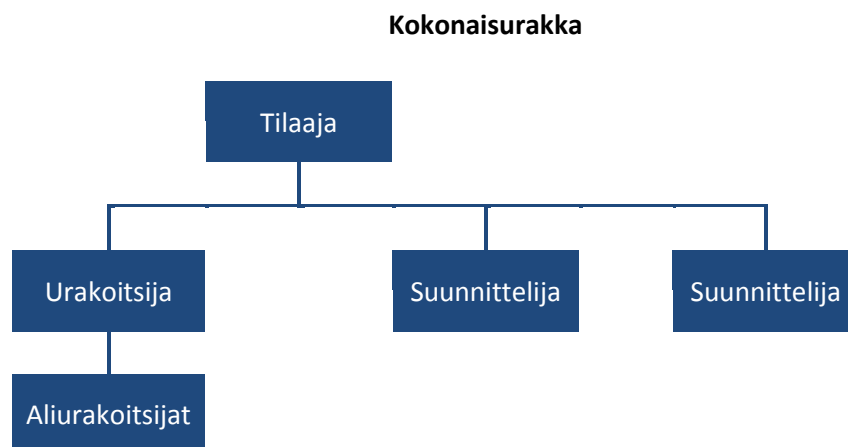 Kokonaisurakka
Tilaaja
Urakoitsija
Suunnittelija
Suunnittelija
Aliurakoitsijat